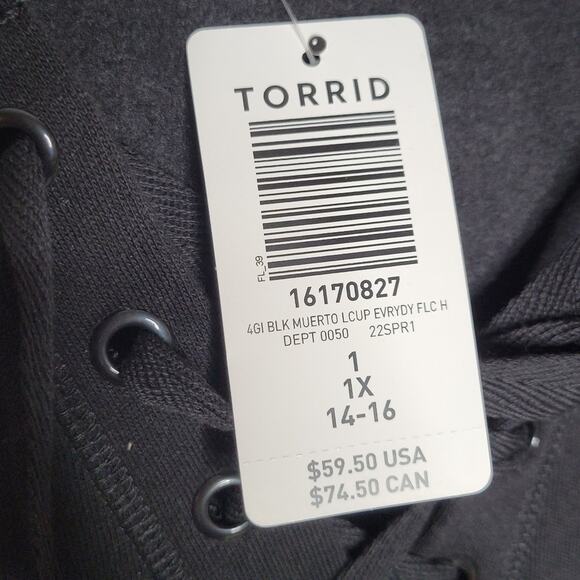 TORRID
FL_39
16170827
4GI BLK MUERTO LCUP EVRYDY FLC H
DEPT 0050 22SPR1
1
1X
14-16
$59.50 USA
$74.50 CAN